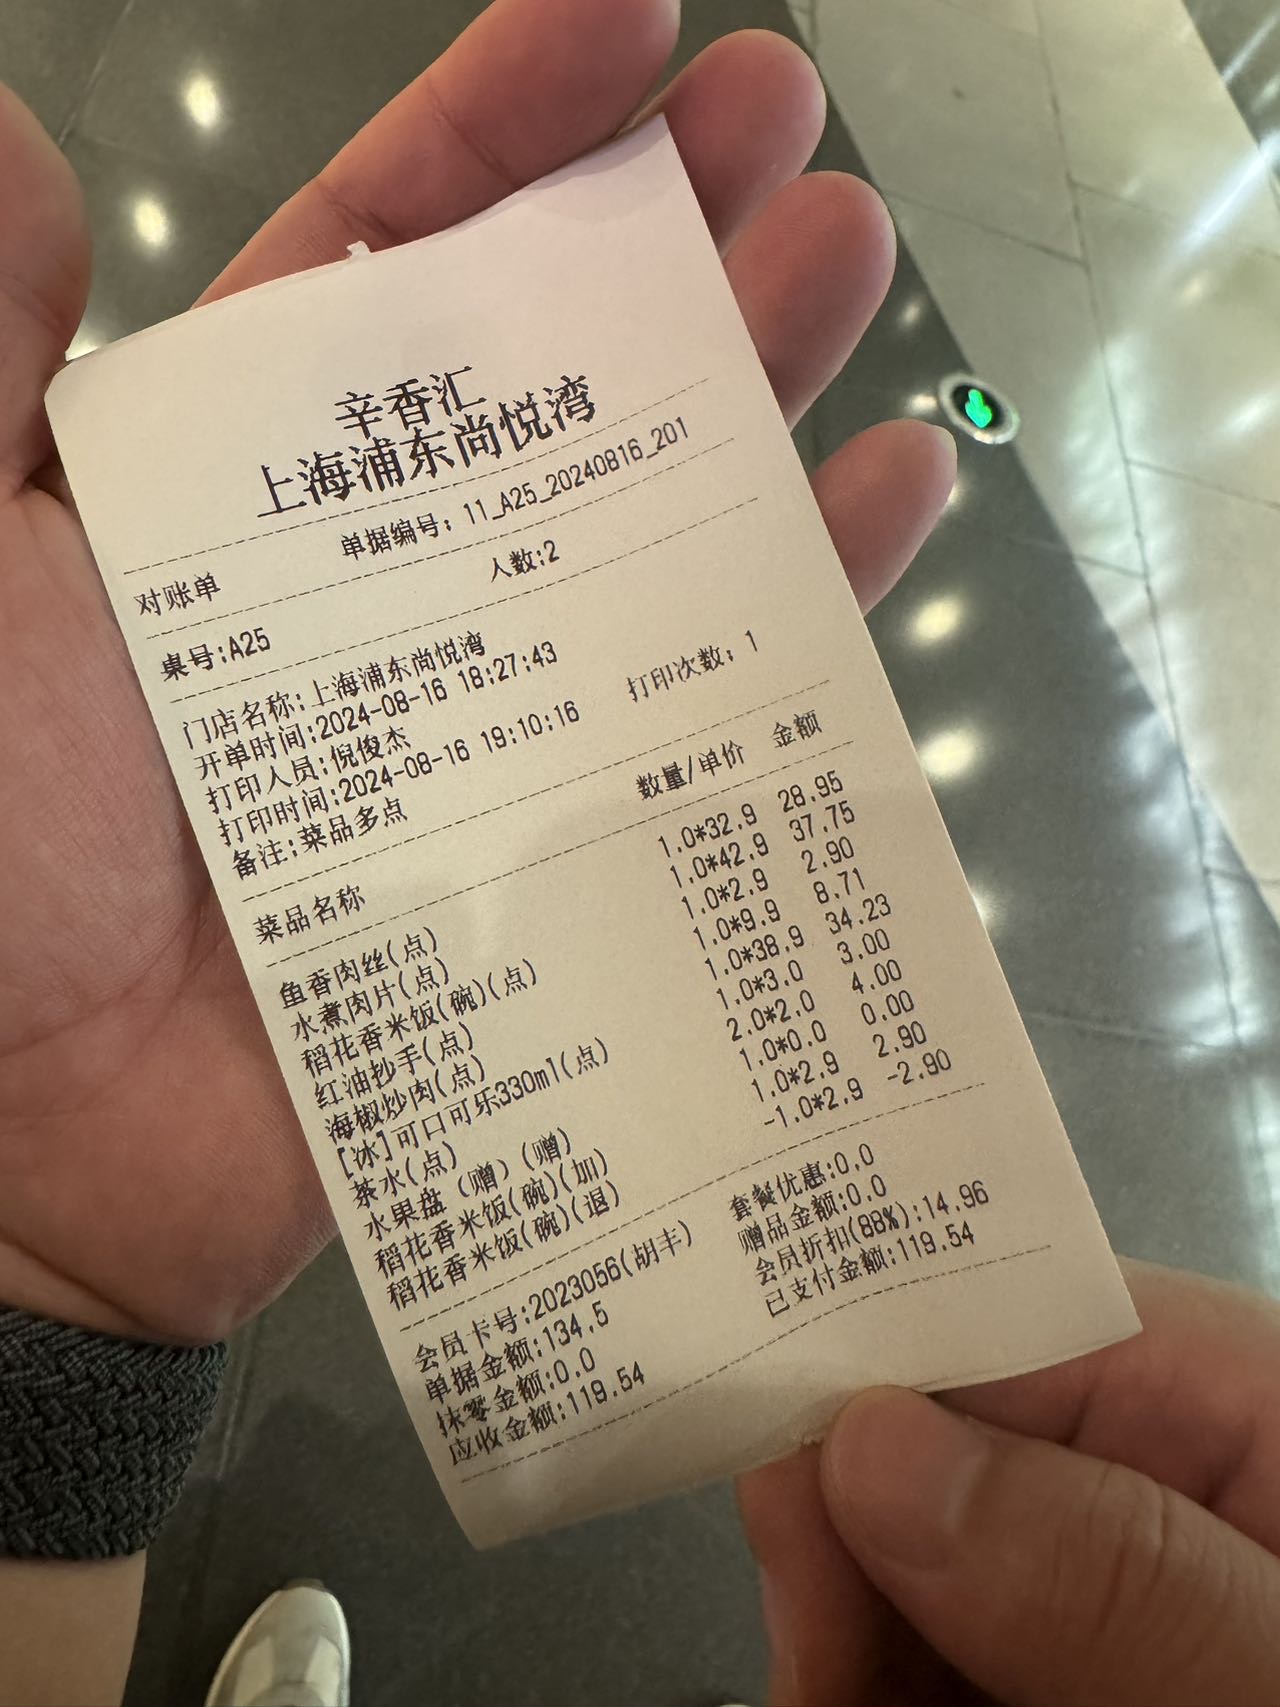 辛香汇
上海浦东尚悦湾
单据编号: 11_A25_20240816_201
对账单
桌号:A25 人数:2
门店名称:上海浦东尚悦湾
开单时间:2024-08-16 18:27:43
打印人员:倪俊杰
打印时间:2024-08-16 19:10:16 打印次数: 1
备注:菜品多点
菜品名称 数量/单价 金额
鱼香肉丝(点) 1.0*32.9 28.95
水煮肉片(点) 1.0*42.9 37.75
稻花香米饭(碗)(点) 1.0*2.9 2.90
红油抄手(点) 1.0*9.9 8.71
海椒炒肉(点) 1.0*38.9 34.23
[冰]可口可乐330ml(点) 1.0*3.0 3.00
茶水(点) 2.0*2.0 4.00
水果盘 (赠) (赠) 1.0*0.0 0.00
稻花香米饭(碗)(加) 1.0*2.9 2.90
稻花香米饭(碗)(退) -1.0*2.9 -2.90
会员卡号:2023056(胡丰) 套餐优惠:0.0
单据金额:134.5 赠品金额:0.0
抹零金额:0.0 会员折扣(88%):14.96
应收金额:119.54 已支付金额:119.54